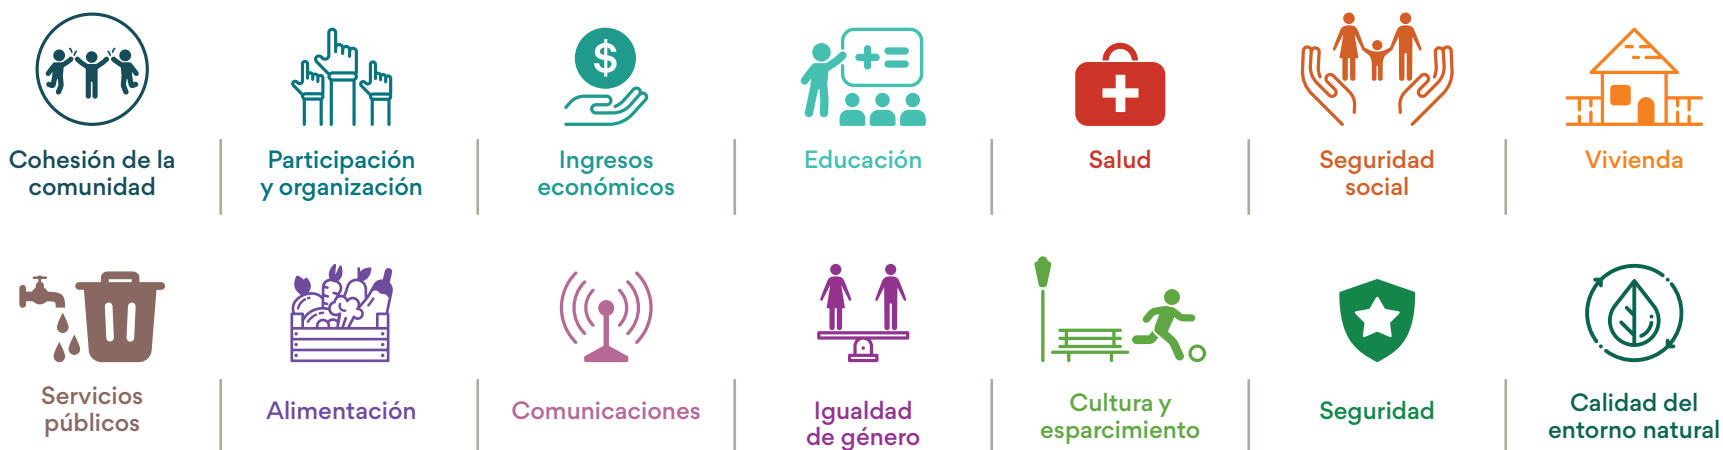 $
Cohesión de la
comunidad
Participación
y organización
Ingresos
económicos
Educación
Salud
Seguridad
social
Vivienda
Servicios
públicos
Alimentación
Comunicaciones
Igualdad
de género
Cultura y
esparcimiento
Seguridad
Calidad del
entorno natural